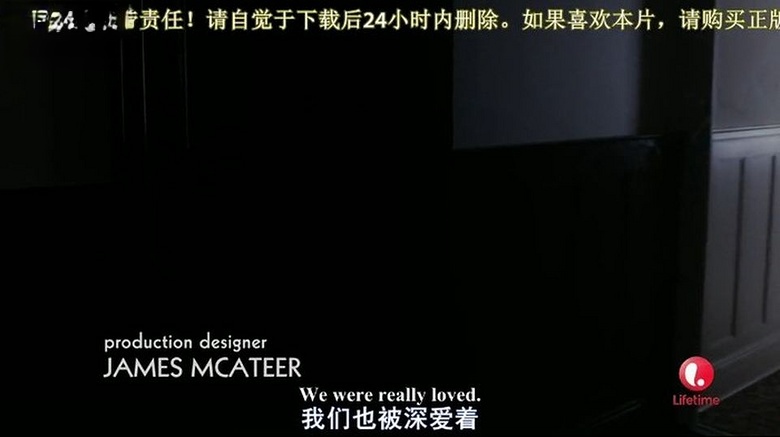 责任！请自觉于下载后24小时内删除。如果喜欢本片，请购买正版
production designer
JAMES MCATEER
We were really loved.
我们也被深爱着
Lifetime